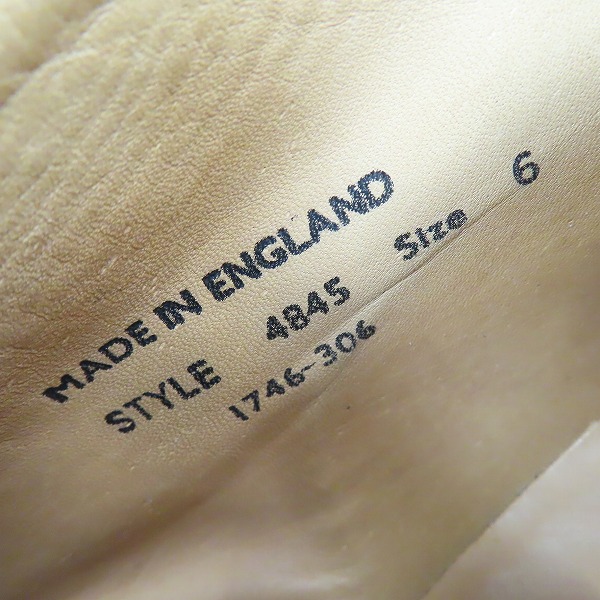 MADE IN ENGLAND
STYLE 4845 Size 6
1746-306